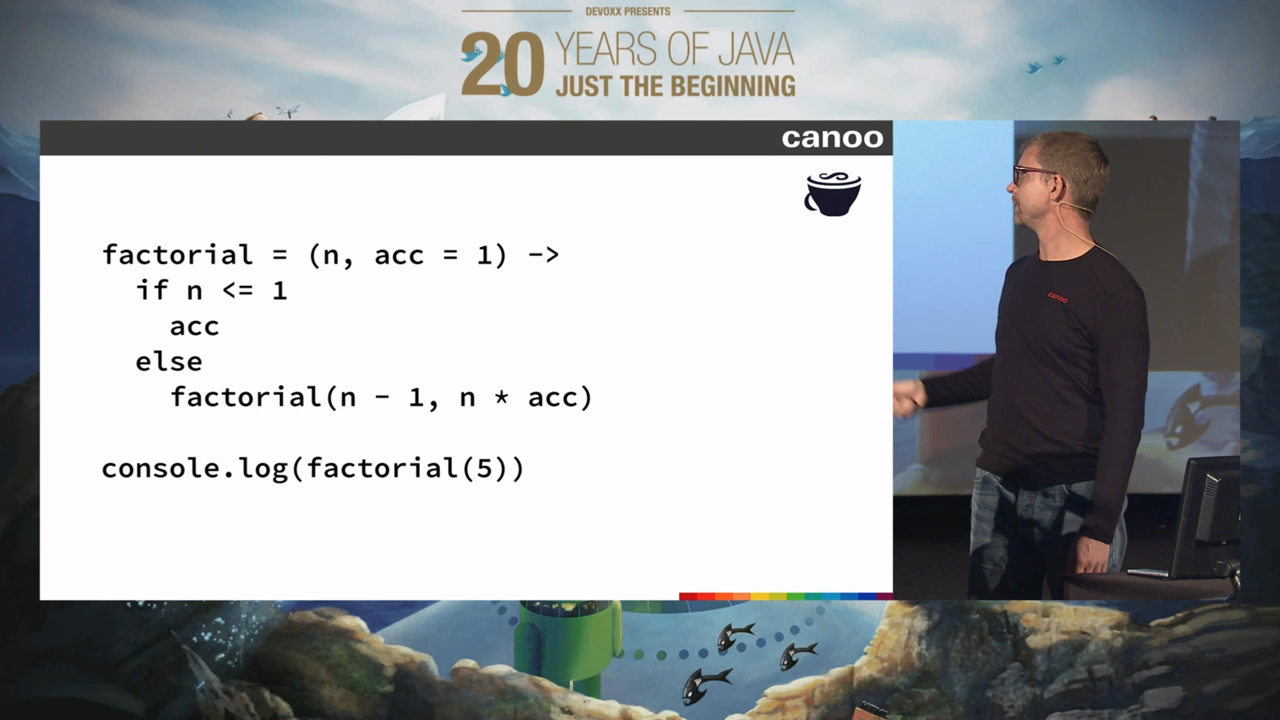 DEVOXX PRESENTS
20 YEARS OF JAVA
JUST THE BEGINNING
canoo
factorial = (n, acc = 1) ->
  if n <= 1
    acc
  else
    factorial(n - 1, n * acc)
console.log(factorial(5))
canoo